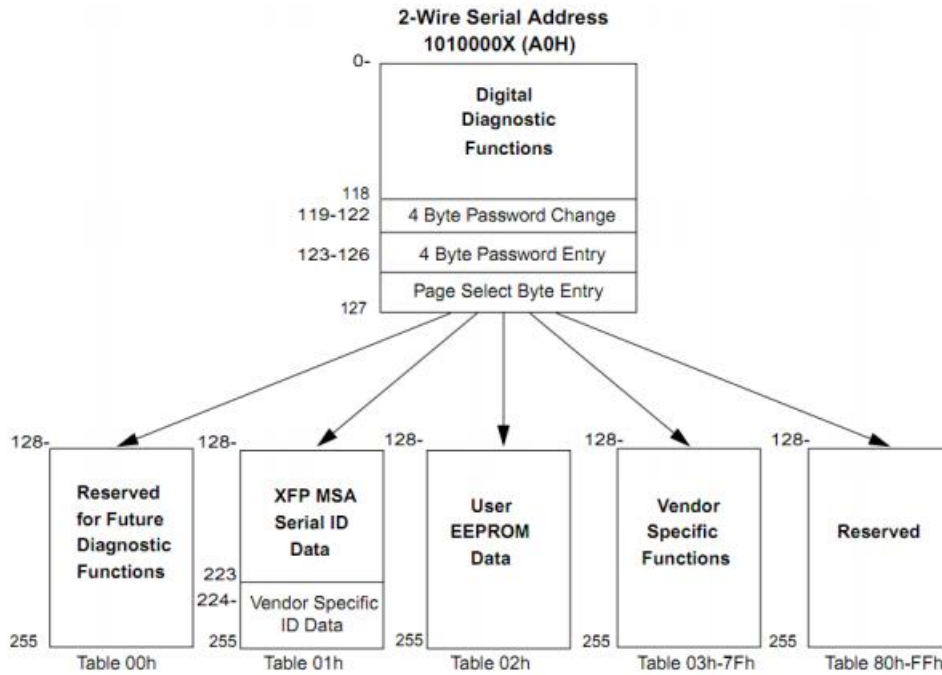 2-Wire Serial Address
1010000X (A0H)
0-
Digital
Diagnostic
Functions
118
119-122
4 Byte Password Change
123-126
4 Byte Password Entry
Page Select Byte Entry
127
128-
Reserved
for Future
Diagnostic
Functions
255
Table 00h
128-
XFP MSA
Serial ID
Data
223
224-
Vendor Specific
ID Data
255
Table 01h
128-
User
EEPROM
Data
255
Table 02h
128-
Vendor
Specific
Functions
255
Table 03h-7Fh
128-
Reserved
255
Table 80h-FFh